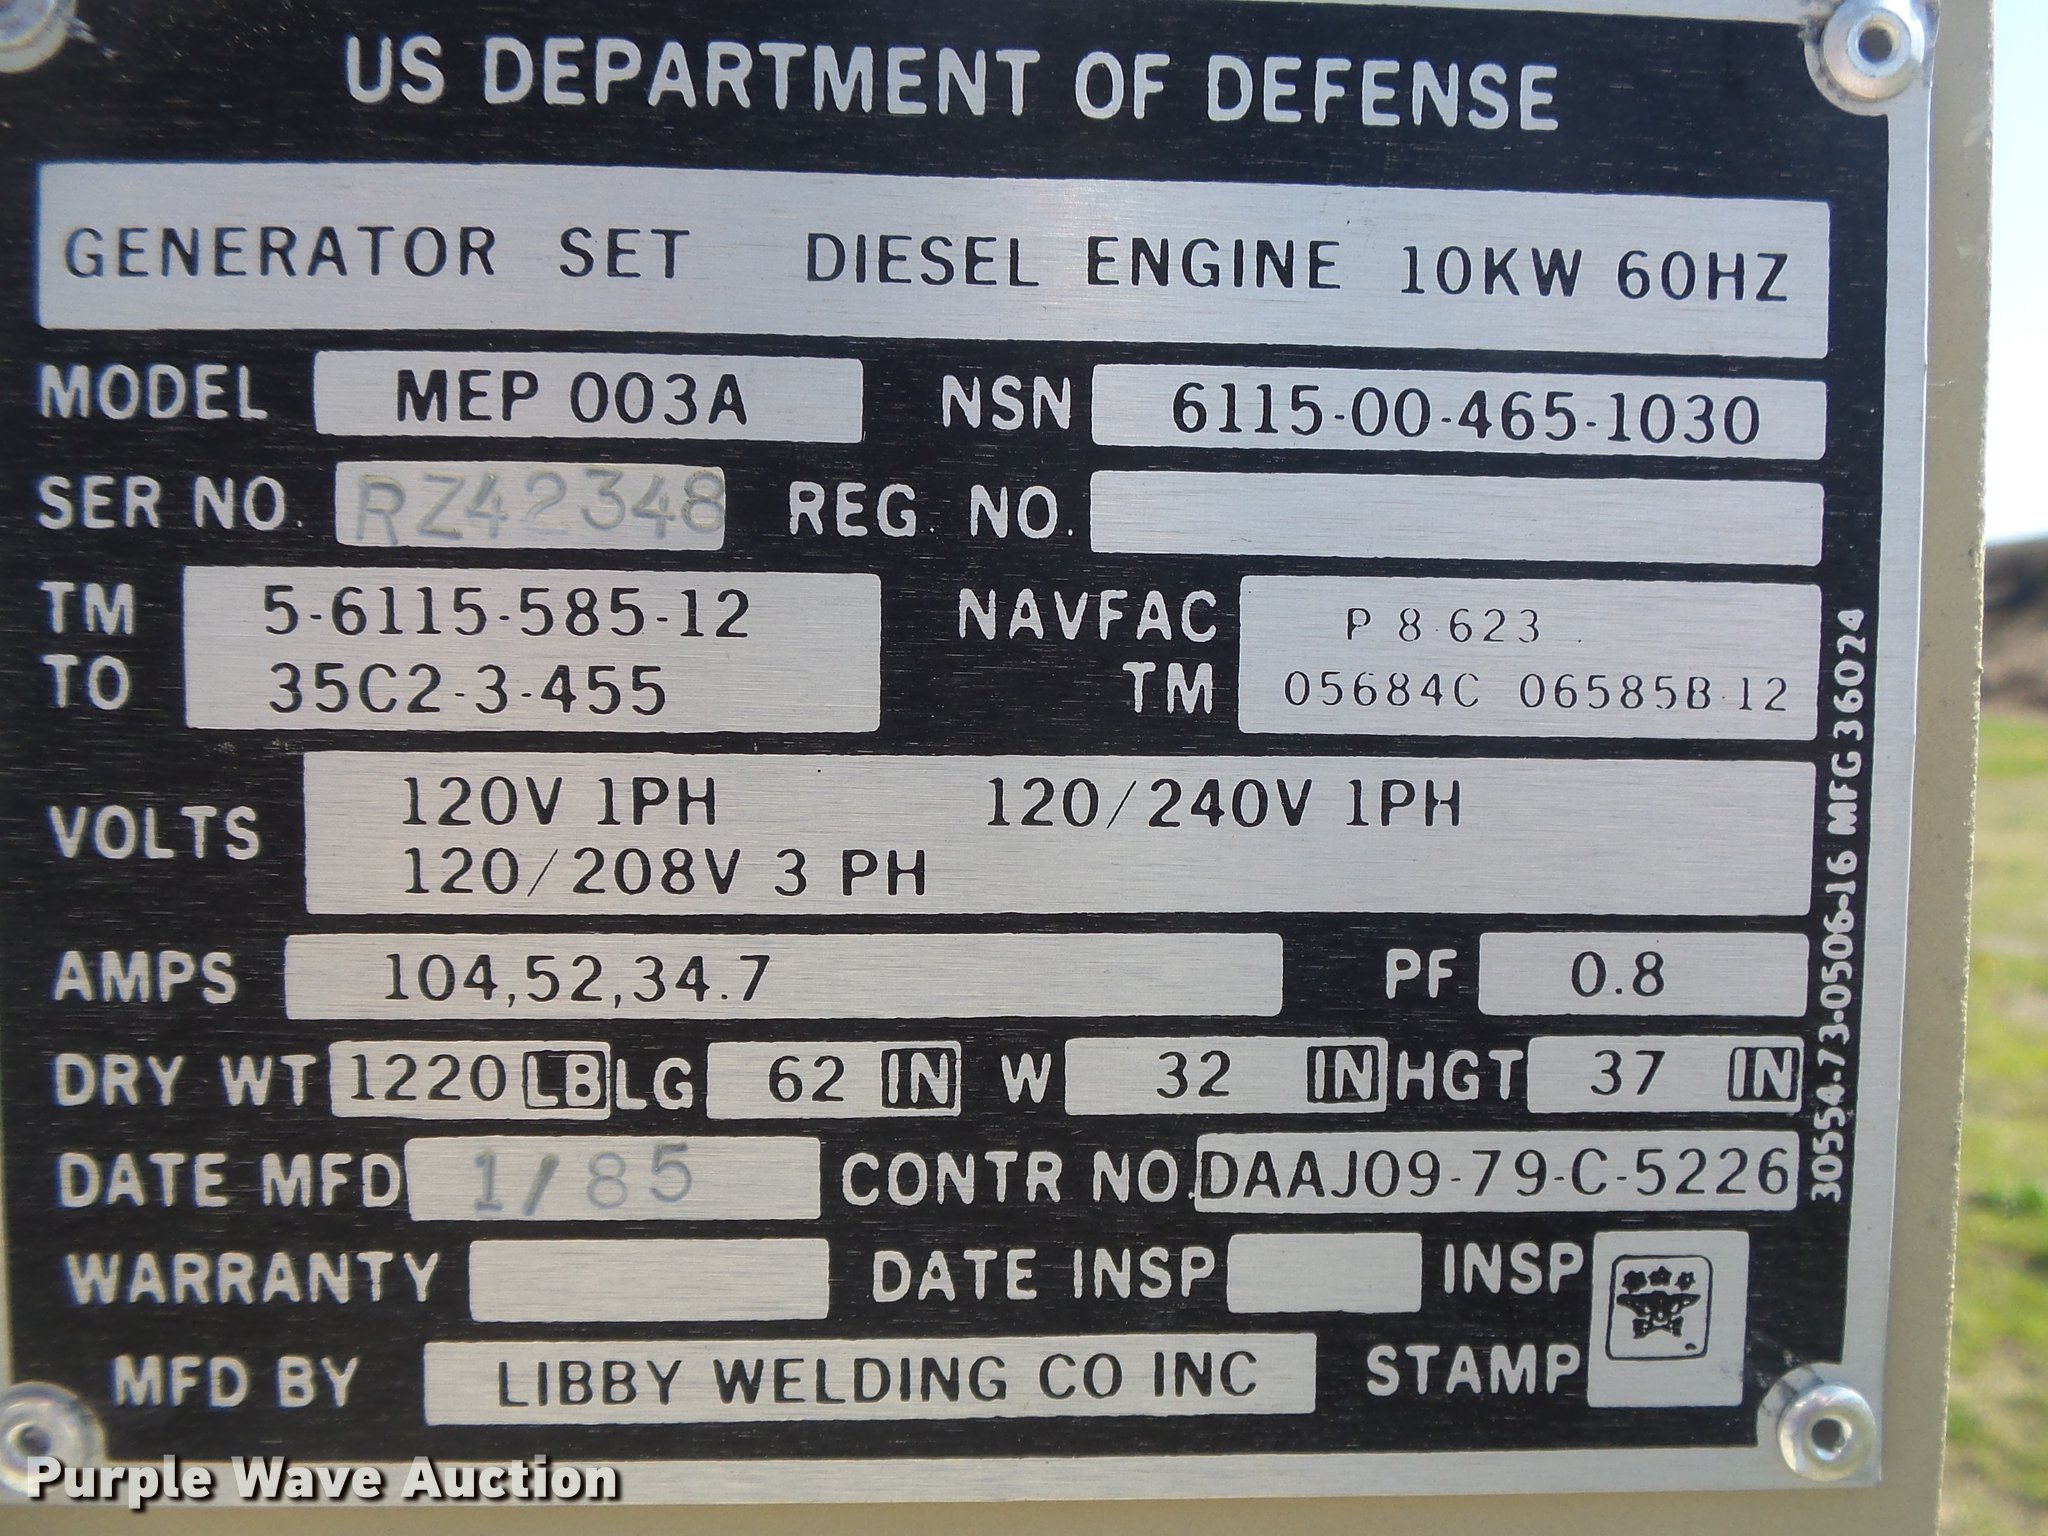 US DEPARTMENT OF DEFENSE
GENERATOR SET DIESEL ENGINE 10KW 60HZ
MODEL MEP 003A NSN 6115-00-465-1030
SER NO. RZ42348 REG. NO.
TM 5-6115-585-12 NAVFAC P 8-623
TO 35C2-3-455 TM 05684C 06585B-12
VOLTS 120V 1PH 120/240V 1PH
120/208V 3 PH
AMPS 104,52,34.7 PF 0.8
DRY WT 1220 LB LG 62 IN W 32 IN HGT 37 IN
DATE MFD 1/85 CONTR NO. DAAJ09-79-C-5226
WARRANTY DATE INSP INSP
STAMP
MFD BY LIBBY WELDING CO INC
30554-73-0506-16 MFG 36024
Purple Wave Auction